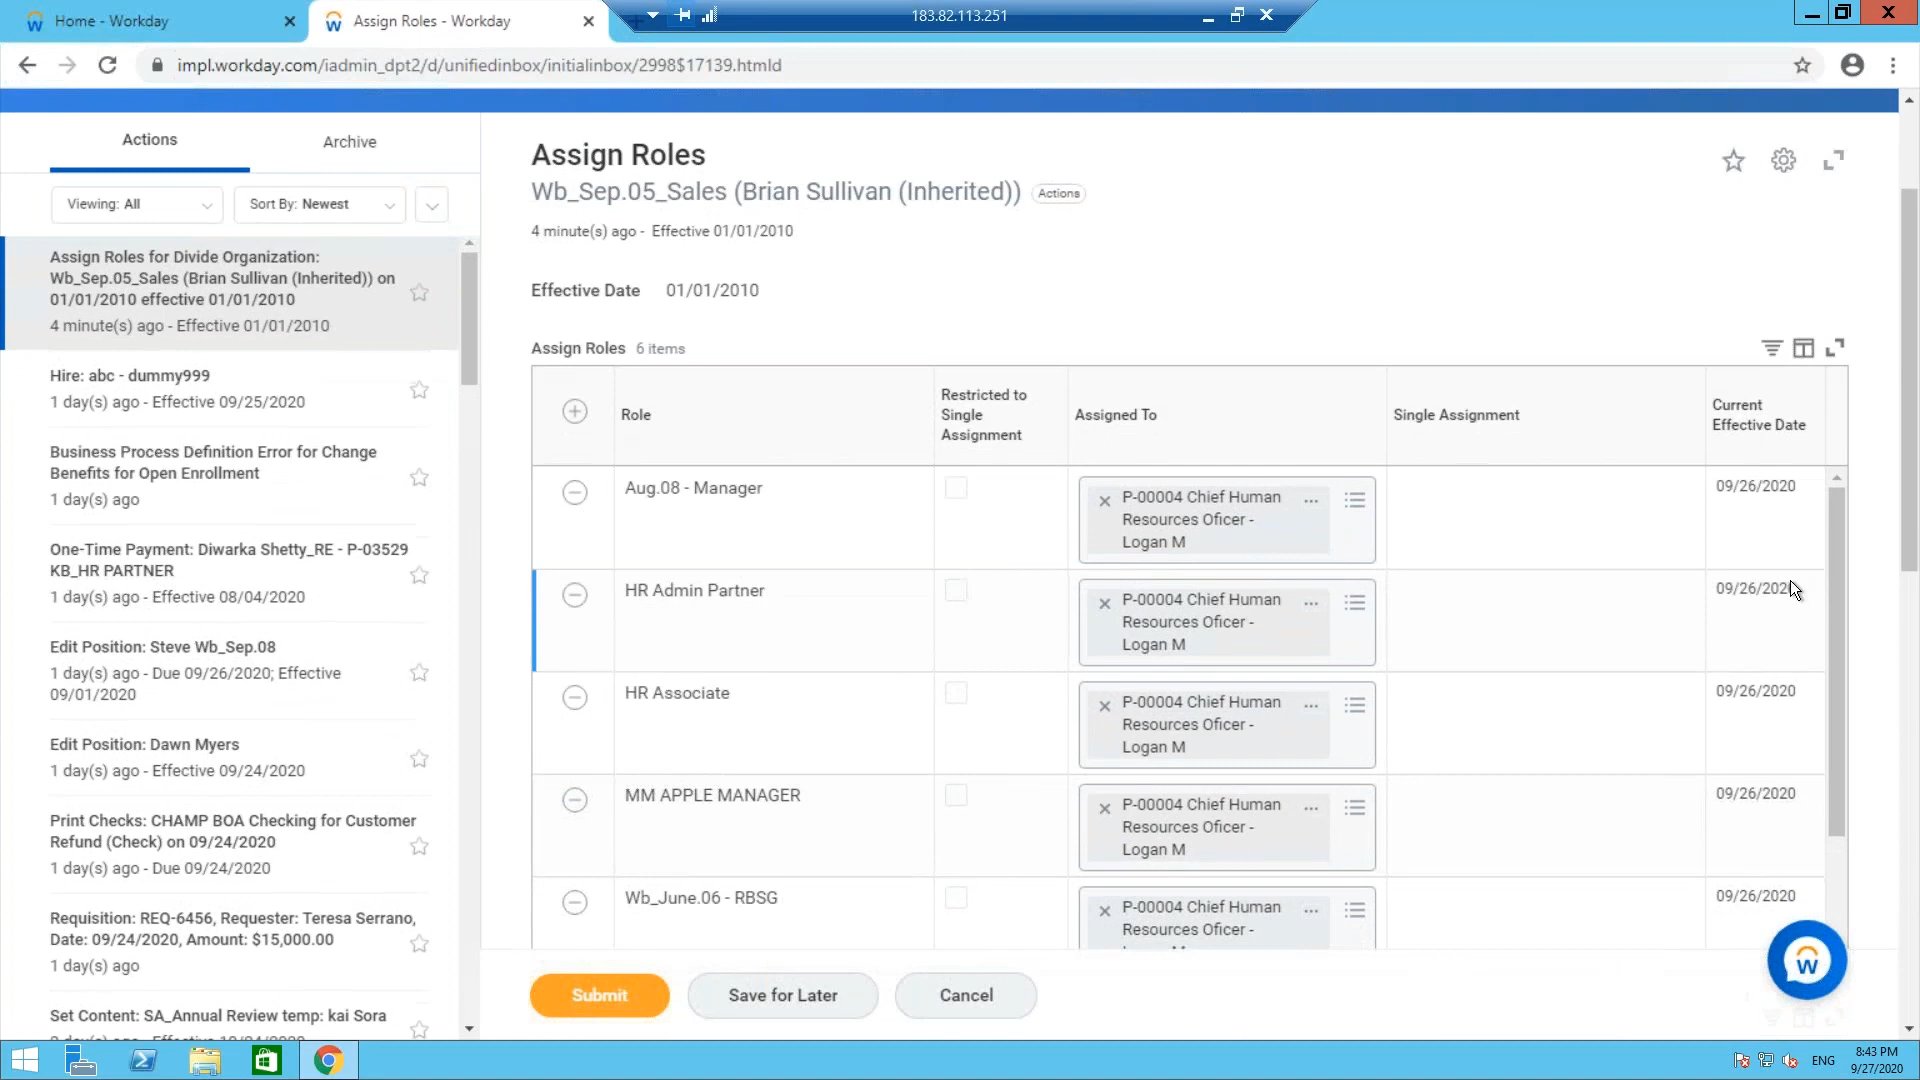 Home - Workday
Assign Roles - Workday
183.82.113.251
impl.workday.com/iadmin_dpt2/d/unifiedinbox/initialinbox/2998$17139.htmld
Actions
Archive
Viewing: All
Sort By: Newest
Assign Roles for Divide Organization:
Wb_Sep.05_Sales (Brian Sullivan (Inherited)) on
01/01/2010 effective 01/01/2010
4 minute(s) ago - Effective 01/01/2010
Hire: abc - dummy999
1 day(s) ago - Effective 09/25/2020
Business Process Definition Error for Change
Benefits for Open Enrollment
1 day(s) ago
One-Time Payment: Diwarka Shetty_RE - P-03529
KB_HR PARTNER
1 day(s) ago - Effective 08/04/2020
Edit Position: Steve Wb_Sep.08
1 day(s) ago - Due 09/26/2020; Effective
09/01/2020
Edit Position: Dawn Myers
1 day(s) ago - Effective 09/24/2020
Print Checks: CHAMP BOA Checking for Customer
Refund (Check) on 09/24/2020
1 day(s) ago - Due 09/24/2020
Requisition: REQ-6456, Requester: Teresa Serrano,
Date: 09/24/2020, Amount: $15,000.00
1 day(s) ago
Set Content: SA_Annual Review temp: kai Sora
Assign Roles
Wb_Sep.05_Sales (Brian Sullivan (Inherited)) Actions
4 minute(s) ago - Effective 01/01/2010
Effective Date 01/01/2010
Assign Roles 6 items
Role
Restricted to
Single
Assignment
Assigned To
Single Assignment
Current
Effective Date
Aug.08 - Manager
P-00004 Chief Human
Resources Oficer -
Logan M
09/26/2020
HR Admin Partner
P-00004 Chief Human
Resources Oficer -
Logan M
09/26/2020
HR Associate
P-00004 Chief Human
Resources Oficer -
Logan M
09/26/2020
MM APPLE MANAGER
P-00004 Chief Human
Resources Oficer -
Logan M
09/26/2020
Wb_June.06 - RBSG
P-00004 Chief Human
Resources Oficer -
09/26/2020
Submit
Save for Later
Cancel
ENG
8:43 PM
9/27/2020